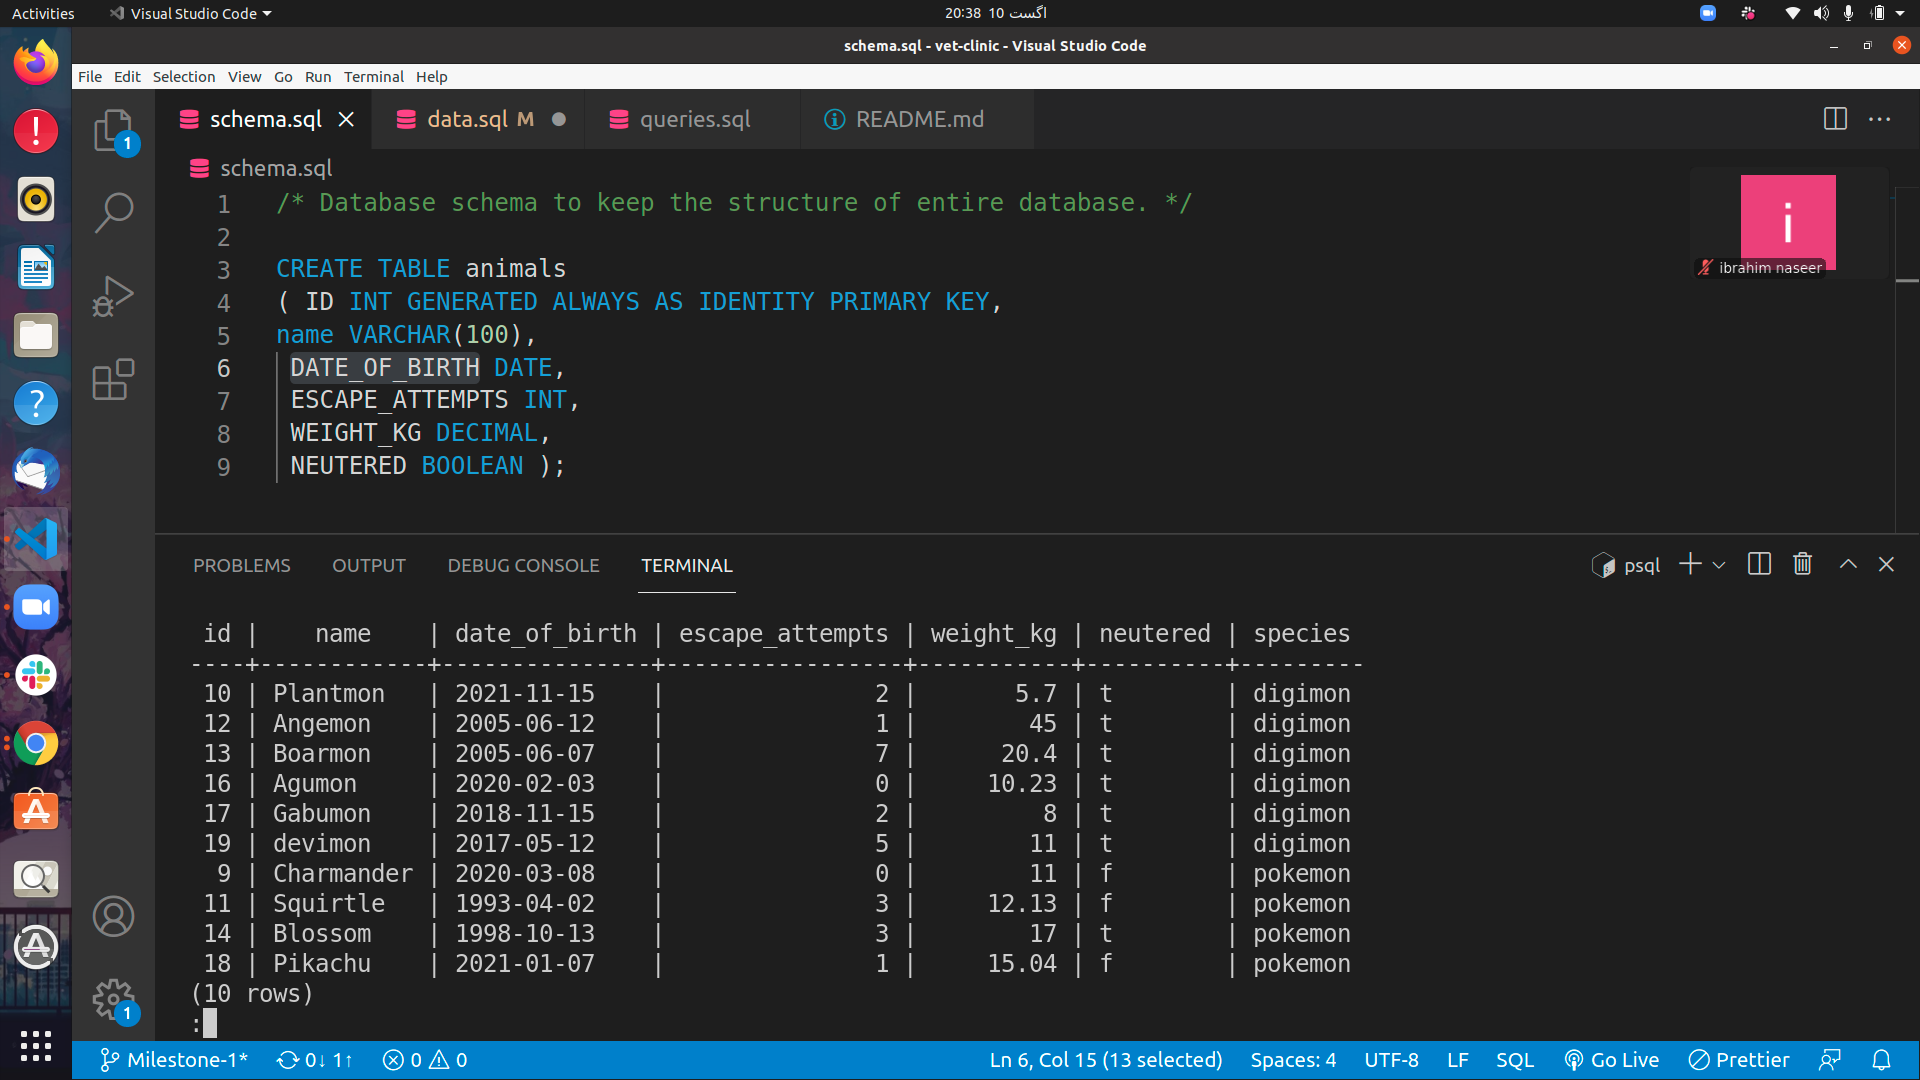 Activities
Visual Studio Code
20:38 10 اگست
schema.sql - vet-clinic - Visual Studio Code
File Edit Selection View Go Run Terminal Help
schema.sql
data.sql M
queries.sql
README.md
schema.sql
1 /* Database schema to keep the structure of entire database. */
2
3 CREATE TABLE animals
4 ( ID INT GENERATED ALWAYS AS IDENTITY PRIMARY KEY,
5 name VARCHAR(100),
6 DATE_OF_BIRTH DATE,
7 ESCAPE_ATTEMPTS INT,
8 WEIGHT_KG DECIMAL,
9 NEUTERED BOOLEAN );
i
ibrahim naseer
1
PROBLEMS OUTPUT DEBUG CONSOLE TERMINAL
psql
id | name | date_of_birth | escape_attempts | weight_kg | neutered | species
----+------------+---------------+-----------------+-----------+----------+---------
10 | Plantmon | 2021-11-15 | 2 | 5.7 | t | digimon
12 | Angemon | 2005-06-12 | 1 | 45 | t | digimon
13 | Boarmon | 2005-06-07 | 7 | 20.4 | t | digimon
16 | Agumon | 2020-02-03 | 0 | 10.23 | t | digimon
17 | Gabumon | 2018-11-15 | 2 | 8 | t | digimon
19 | devimon | 2017-05-12 | 5 | 11 | t | digimon
9 | Charmander | 2020-03-08 | 0 | 11 | f | pokemon
11 | Squirtle | 1993-04-02 | 3 | 12.13 | f | pokemon
14 | Blossom | 1998-10-13 | 3 | 17 | t | pokemon
18 | Pikachu | 2021-01-07 | 1 | 15.04 | f | pokemon
(10 rows)
:
1
Milestone-1* 0↓ 1↑ 0 0
Ln 6, Col 15 (13 selected) Spaces: 4 UTF-8 LF SQL Go Live Prettier